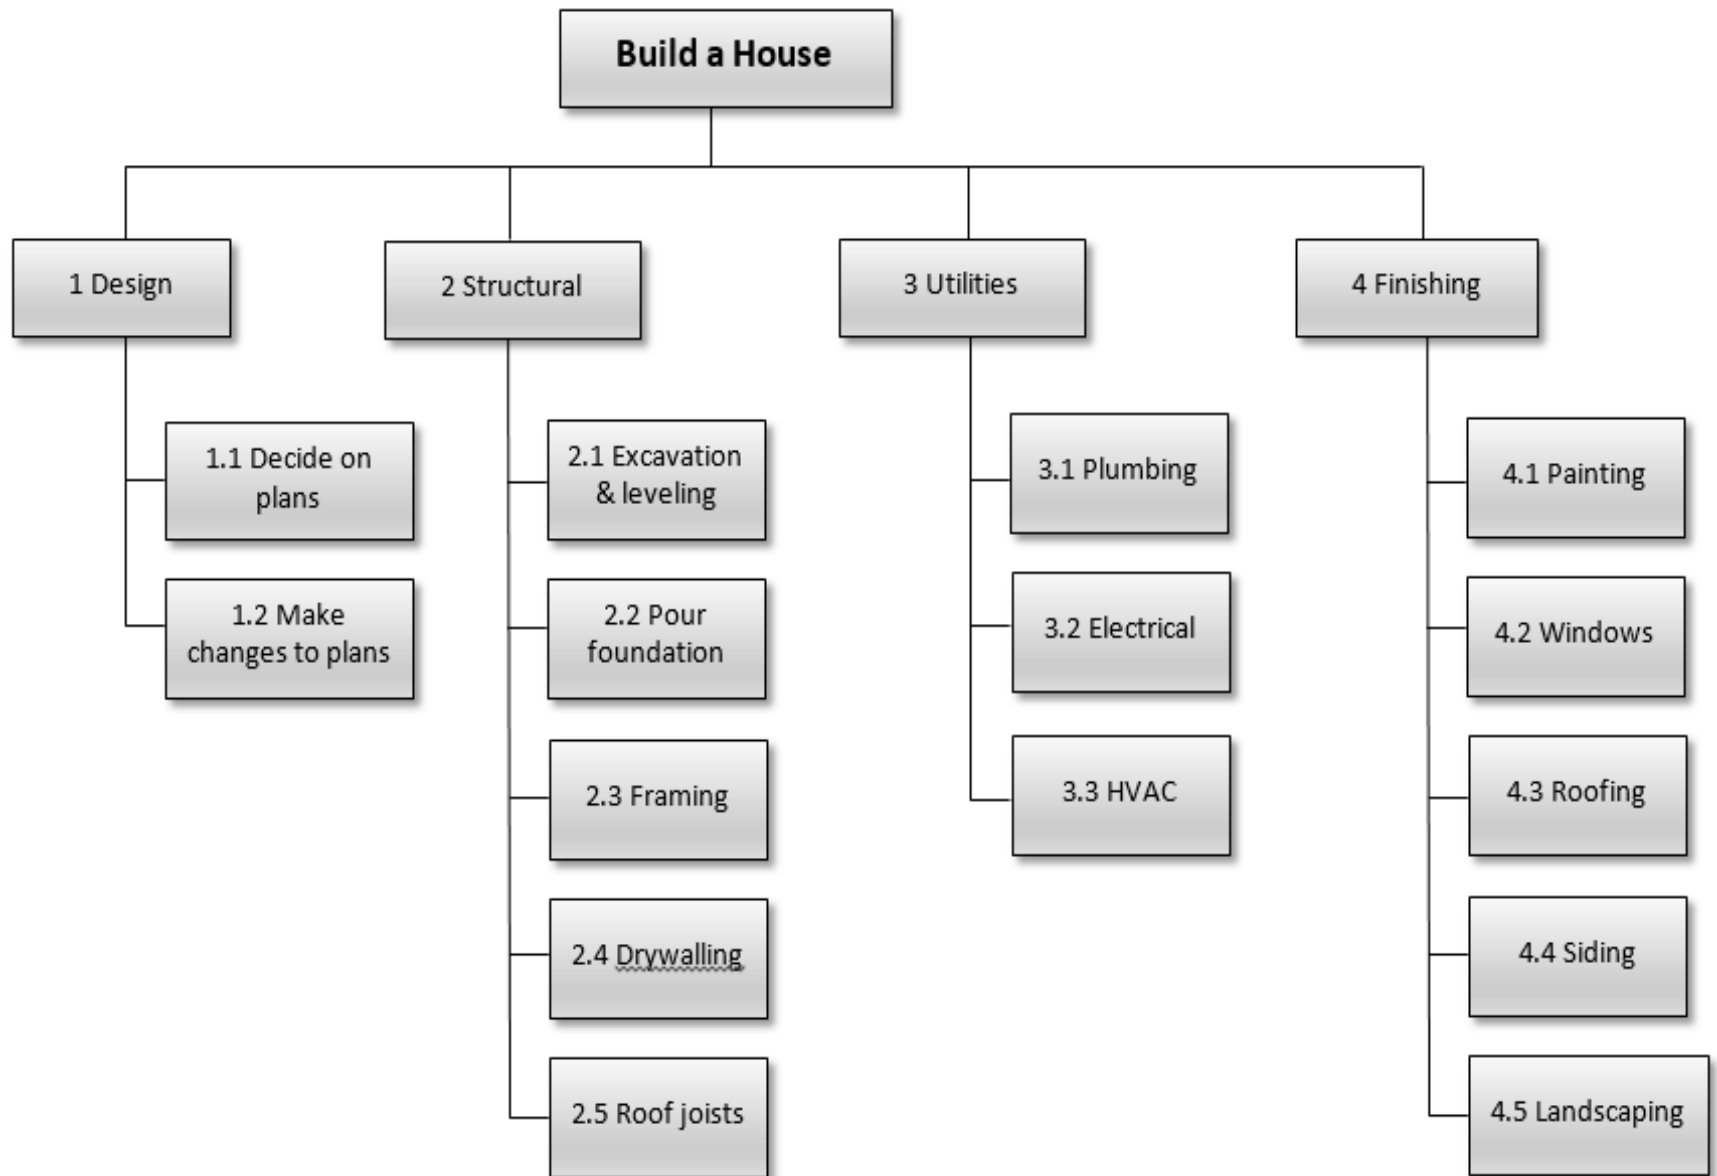 Build a House
1 Design
2 Structural
3 Utilities
4 Finishing
1.1 Decide on
plans
1.2 Make
changes to plans
2.1 Excavation
& leveling
2.2 Pour
foundation
2.3 Framing
2.4 Drywalling
2.5 Roof joists
3.1 Plumbing
3.2 Electrical
3.3 HVAC
4.1 Painting
4.2 Windows
4.3 Roofing
4.4 Siding
4.5 Landscaping